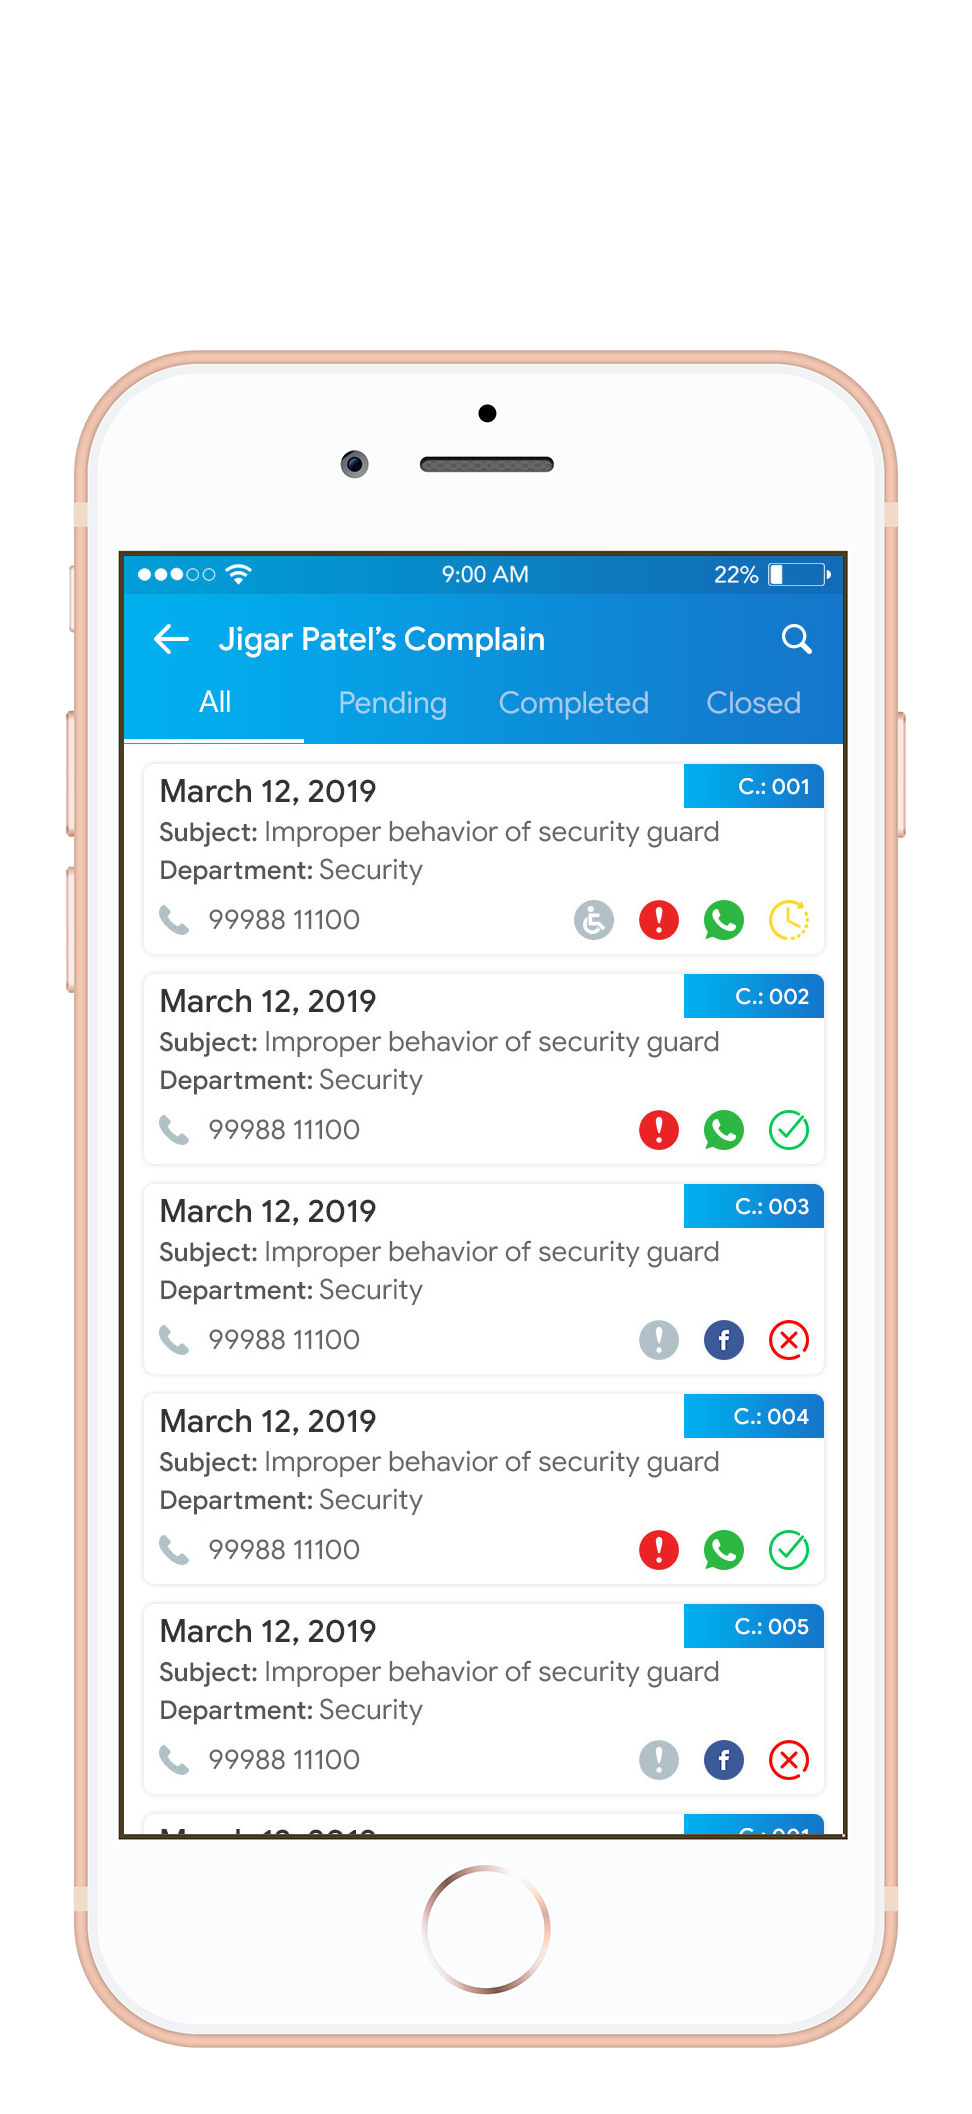 9:00 AM
22%
Jigar Patel’s Complain
All
Pending
Completed
Closed
March 12, 2019
C.: 001
Subject: Improper behavior of security guard
Department: Security
99988 11100
March 12, 2019
C.: 002
Subject: Improper behavior of security guard
Department: Security
99988 11100
March 12, 2019
C.: 003
Subject: Improper behavior of security guard
Department: Security
99988 11100
March 12, 2019
C.: 004
Subject: Improper behavior of security guard
Department: Security
99988 11100
March 12, 2019
C.: 005
Subject: Improper behavior of security guard
Department: Security
99988 11100